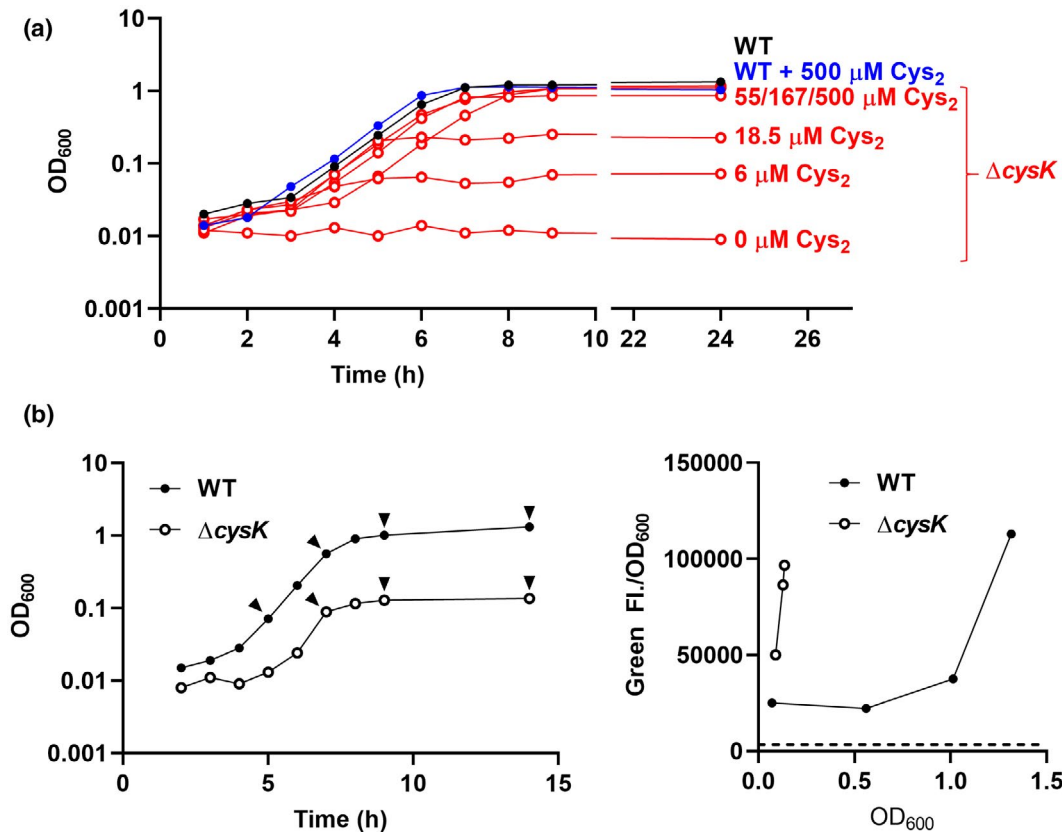 (a)
OD600
10
1
0.1
0.01
0.001
0 2 4 6 8 10 22 24 26
Time (h)
WT
WT + 500 μM Cys2
55/167/500 μM Cys2
18.5 μM Cys2
6 μM Cys2
0 μM Cys2
ΔcysK
(b)
OD600
10
1
0.1
0.01
0.001
0 5 10 15
Time (h)
WT
ΔcysK
Green Fl./OD600
150000
100000
50000
0
0.0 0.5 1.0 1.5
OD600
WT
ΔcysK